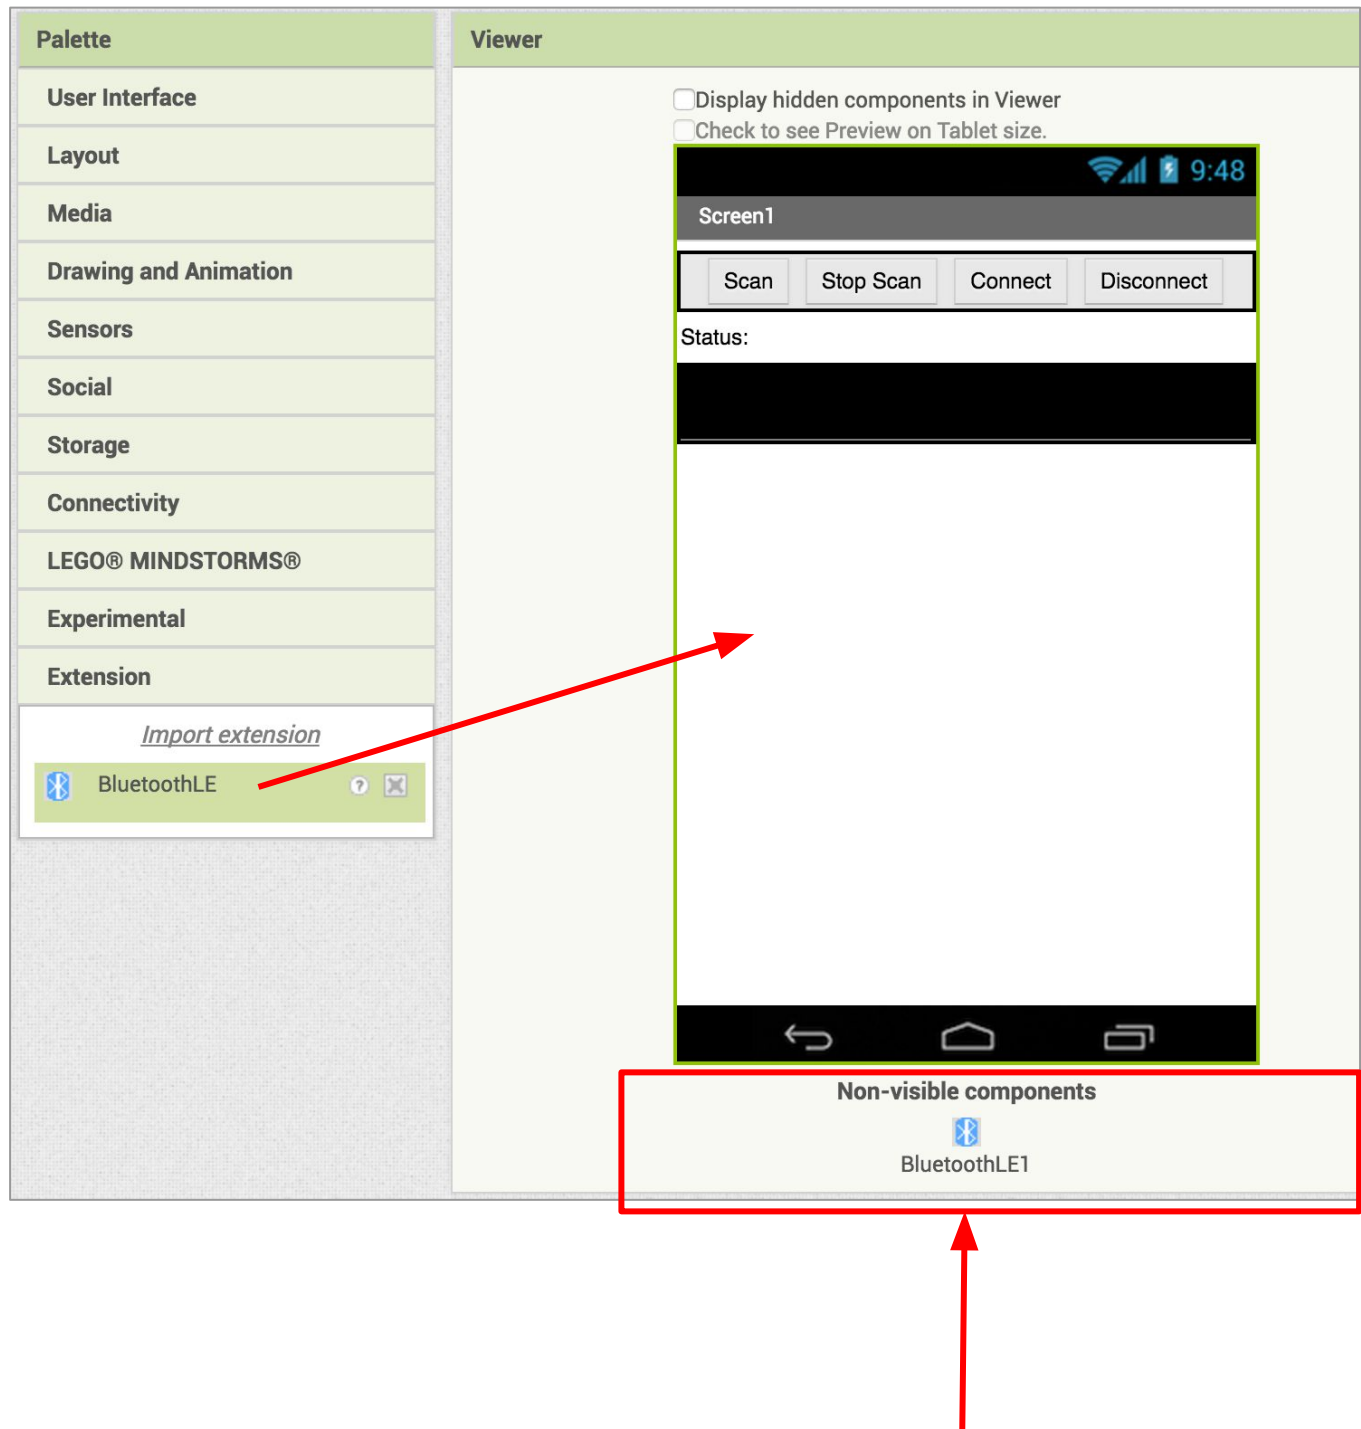 Palette
User Interface
Layout
Media
Drawing and Animation
Sensors
Social
Storage
Connectivity
LEGO® MINDSTORMS®
Experimental
Extension
Import extension
BluetoothLE ?
Viewer
Display hidden components in Viewer
Check to see Preview on Tablet size.
9:48
Screen1
Scan Stop Scan Connect Disconnect
Status:
Non-visible components
BluetoothLE1